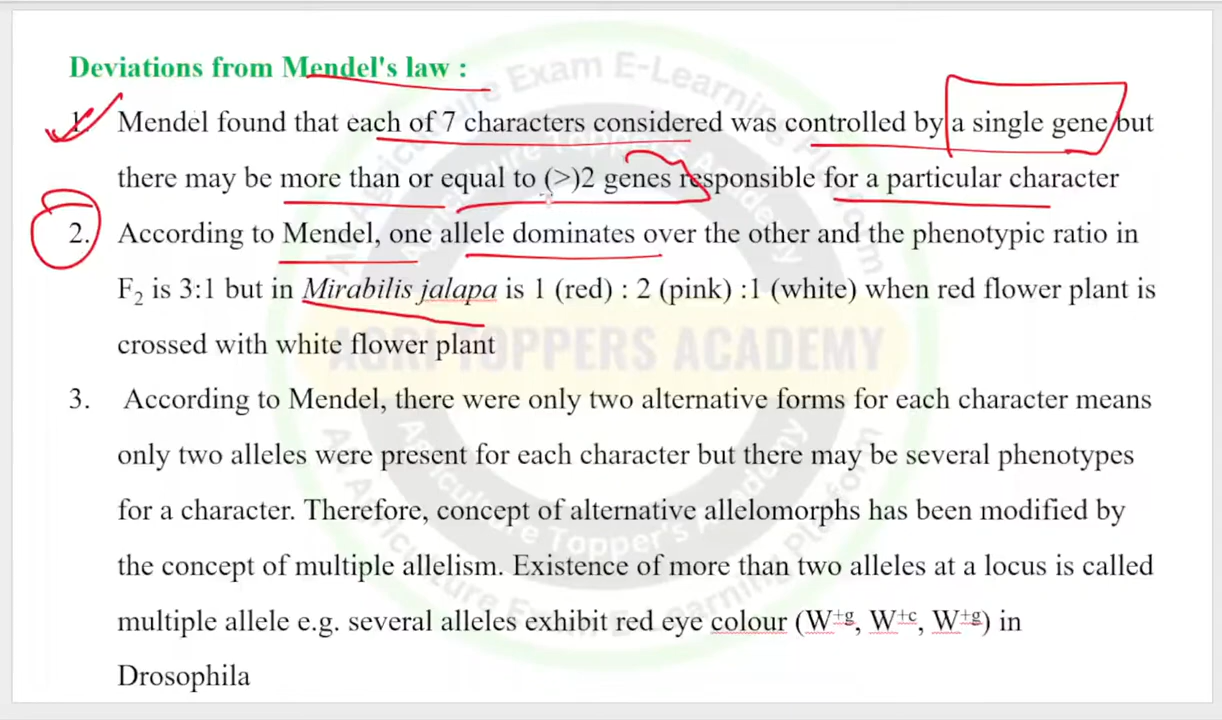 Deviations from Mendel's law :
1. Mendel found that each of 7 characters considered was controlled by a single gene but
there may be more than or equal to (>)2 genes responsible for a particular character
2. According to Mendel, one allele dominates over the other and the phenotypic ratio in
F₂ is 3:1 but in Mirabilis jalapa is 1 (red) : 2 (pink) :1 (white) when red flower plant is
crossed with white flower plant
3. According to Mendel, there were only two alternative forms for each character means
only two alleles were present for each character but there may be several phenotypes
for a character. Therefore, concept of alternative allelomorphs has been modified by
the concept of multiple allelism. Existence of more than two alleles at a locus is called
multiple allele e.g. several alleles exhibit red eye colour (W⁺ᵍ, W⁺ᶜ, W⁺ᵍ) in
Drosophila
AGRI TOPPERS ACADEMY